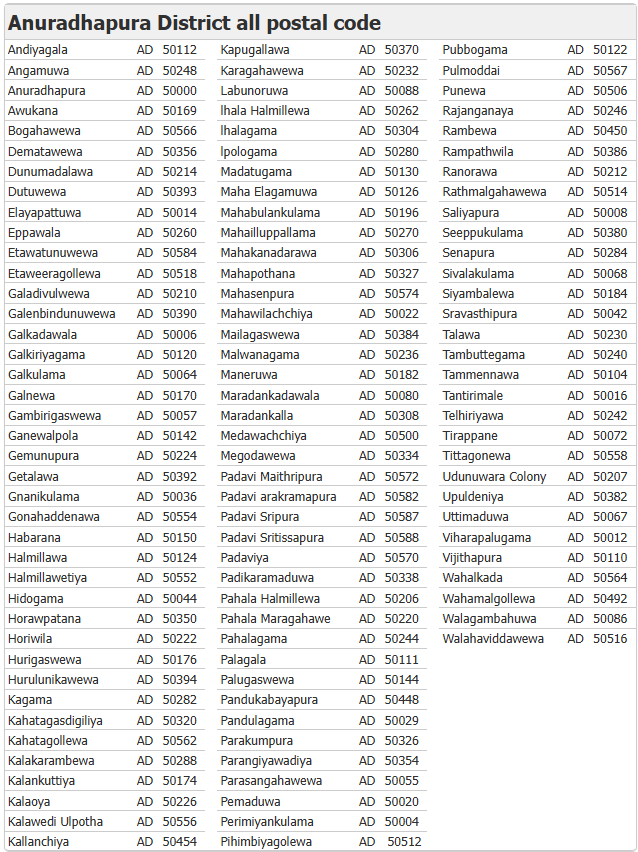 Anuradhapura District all postal code
Andiyagala AD 50112
Angamuwa AD 50248
Anuradhapura AD 50000
Awukana AD 50169
Bogahawewa AD 50566
Dematawewa AD 50356
Dunumadalawa AD 50214
Dutuwewa AD 50393
Elayapattuwa AD 50014
Eppawala AD 50260
Etawatunuwewa AD 50584
Etaweeragollewa AD 50518
Galadivulwewa AD 50210
Galenbindunuwewa AD 50390
Galkadawala AD 50006
Galkiriyagama AD 50120
Galkulama AD 50064
Galnewa AD 50170
Gambirigaswewa AD 50057
Ganewalpola AD 50142
Gemunupura AD 50224
Getalawa AD 50392
Gnanikulama AD 50036
Gonahaddenawa AD 50554
Habarana AD 50150
Halmillawa AD 50124
Halmillawetiya AD 50552
Hidogama AD 50044
Horawpatana AD 50350
Horiwila AD 50222
Hurigaswewa AD 50176
Hurulunikawewa AD 50394
Kagama AD 50282
Kahatagasdigiliya AD 50320
Kahatagollewa AD 50562
Kalakarambewa AD 50288
Kalankuttiya AD 50174
Kalaoya AD 50226
Kalawedi Ulpotha AD 50556
Kallanchiya AD 50454
Kapugallawa AD 50370
Karagahawewa AD 50232
Labunoruwa AD 50088
lhala Halmillewa AD 50262
lhalagama AD 50304
lpologama AD 50280
Madatugama AD 50130
Maha Elagamuwa AD 50126
Mahabulankulama AD 50196
Mahailluppallama AD 50270
Mahakanadarawa AD 50306
Mahapothana AD 50327
Mahasenpura AD 50574
Mahawilachchiya AD 50022
Mailagaswewa AD 50384
Malwanagama AD 50236
Maneruwa AD 50182
Maradankadawala AD 50080
Maradankalla AD 50308
Medawachchiya AD 50500
Megodawewa AD 50334
Padavi Maithripura AD 50572
Padavi arakramapura AD 50582
Padavi Sripura AD 50587
Padavi Sritissapura AD 50588
Padaviya AD 50570
Padikaramaduwa AD 50338
Pahala Halmillewa AD 50206
Pahala Maragahawe AD 50220
Pahalagama AD 50244
Palagala AD 50111
Palugaswewa AD 50144
Pandukabayapura AD 50448
Pandulagama AD 50029
Parakumpura AD 50326
Parangiyawadiya AD 50354
Parasangahawewa AD 50055
Pemaduwa AD 50020
Perimiyankulama AD 50004
Pihimbiyagolewa AD 50512
Pubbogama AD 50122
Pulmoddai AD 50567
Punewa AD 50506
Rajanganaya AD 50246
Rambewa AD 50450
Rampathwila AD 50386
Ranorawa AD 50212
Rathmalgahawewa AD 50514
Saliyapura AD 50008
Seeppukulama AD 50380
Senapura AD 50284
Sivalakulama AD 50068
Siyambalewa AD 50184
Sravasthipura AD 50042
Talawa AD 50230
Tambuttegama AD 50240
Tammennawa AD 50104
Tantirimale AD 50016
Telhiriyawa AD 50242
Tirappane AD 50072
Tittagonewa AD 50558
Udunuwara Colony AD 50207
Upuldeniya AD 50382
Uttimaduwa AD 50067
Viharapalugama AD 50012
Vijithapura AD 50110
Wahalkada AD 50564
Wahamalgollewa AD 50492
Walagambahuwa AD 50086
Walahaviddawewa AD 50516